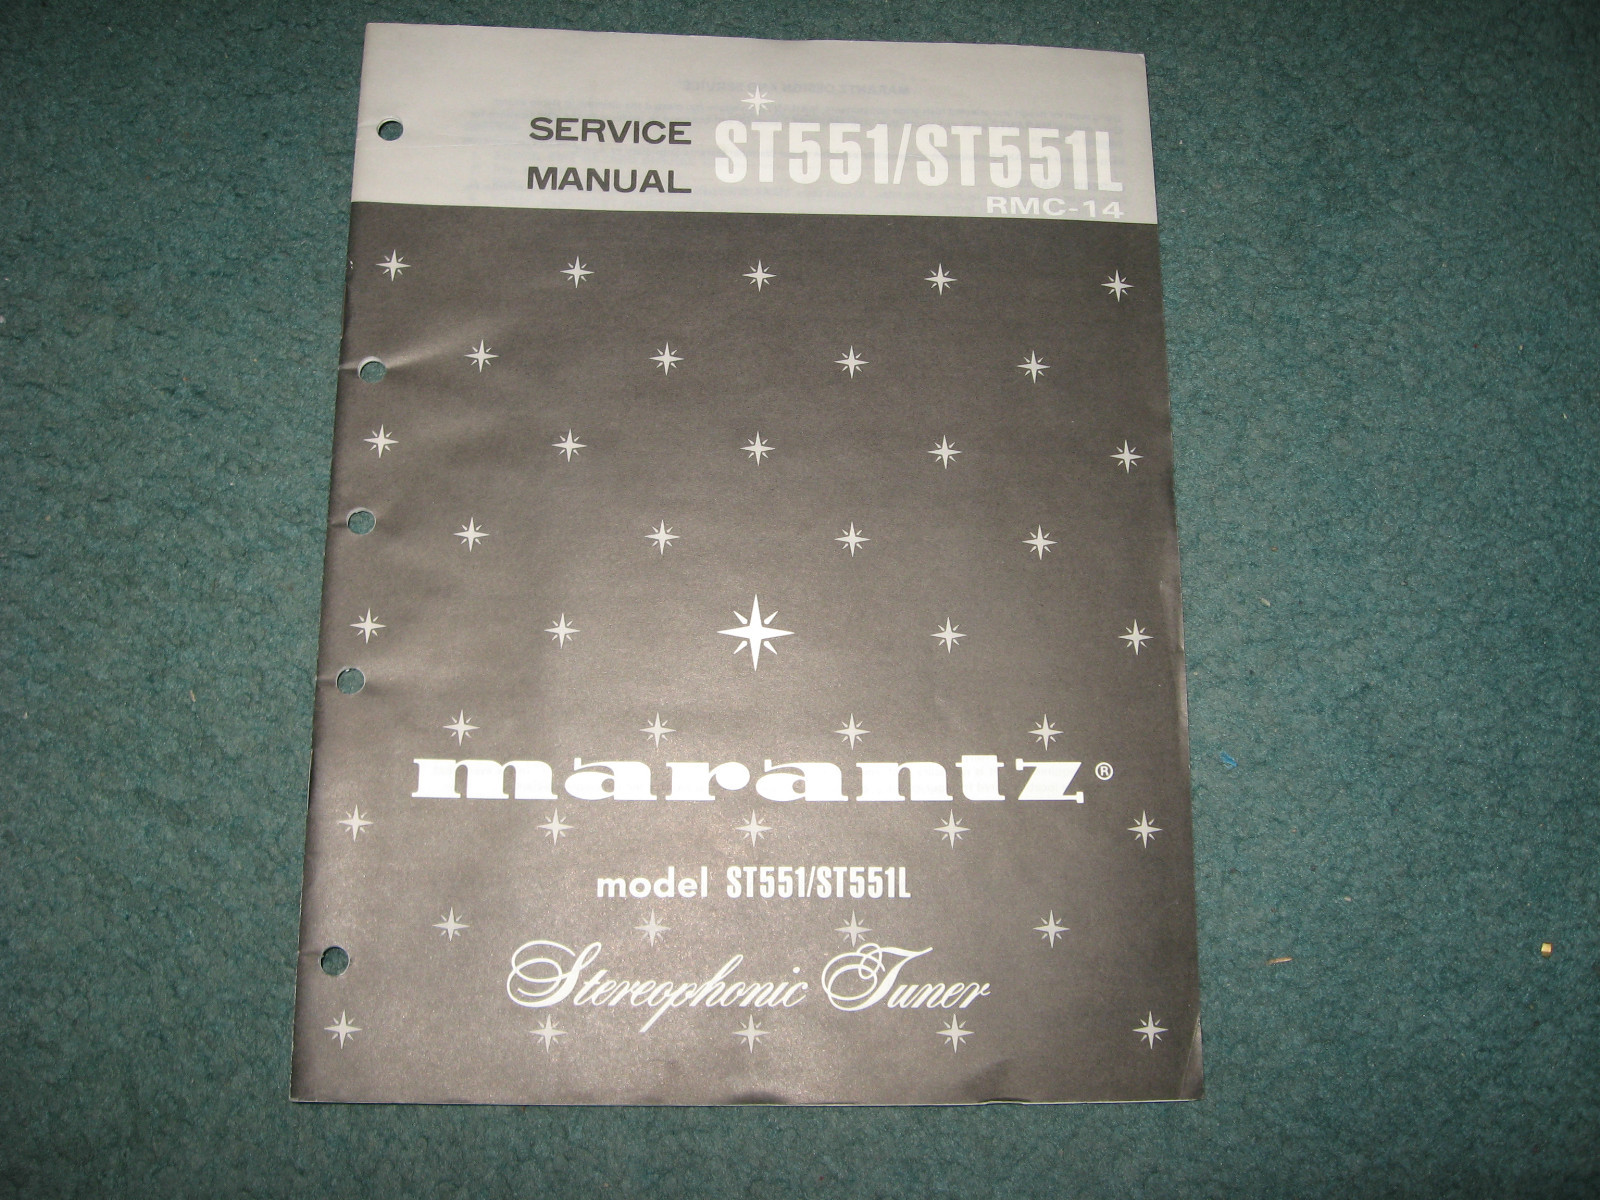 SERVICE MANUAL
ST551/ST551L
RMC-14
marantz®
model ST551/ST551L
Stereophonic Tuner